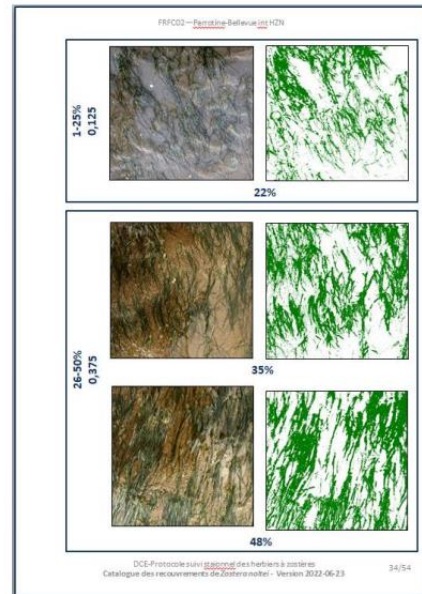 FRFC02—Perrotine-Bellevue int HZN
1-25%
0,125
22%
26-50%
0,375
35%
48%
DCE-Protocole suivi stationnel des herbiers à zostères
Catalogue des recouvrements de Zostera noltei - Version 2022-06-23
34/54